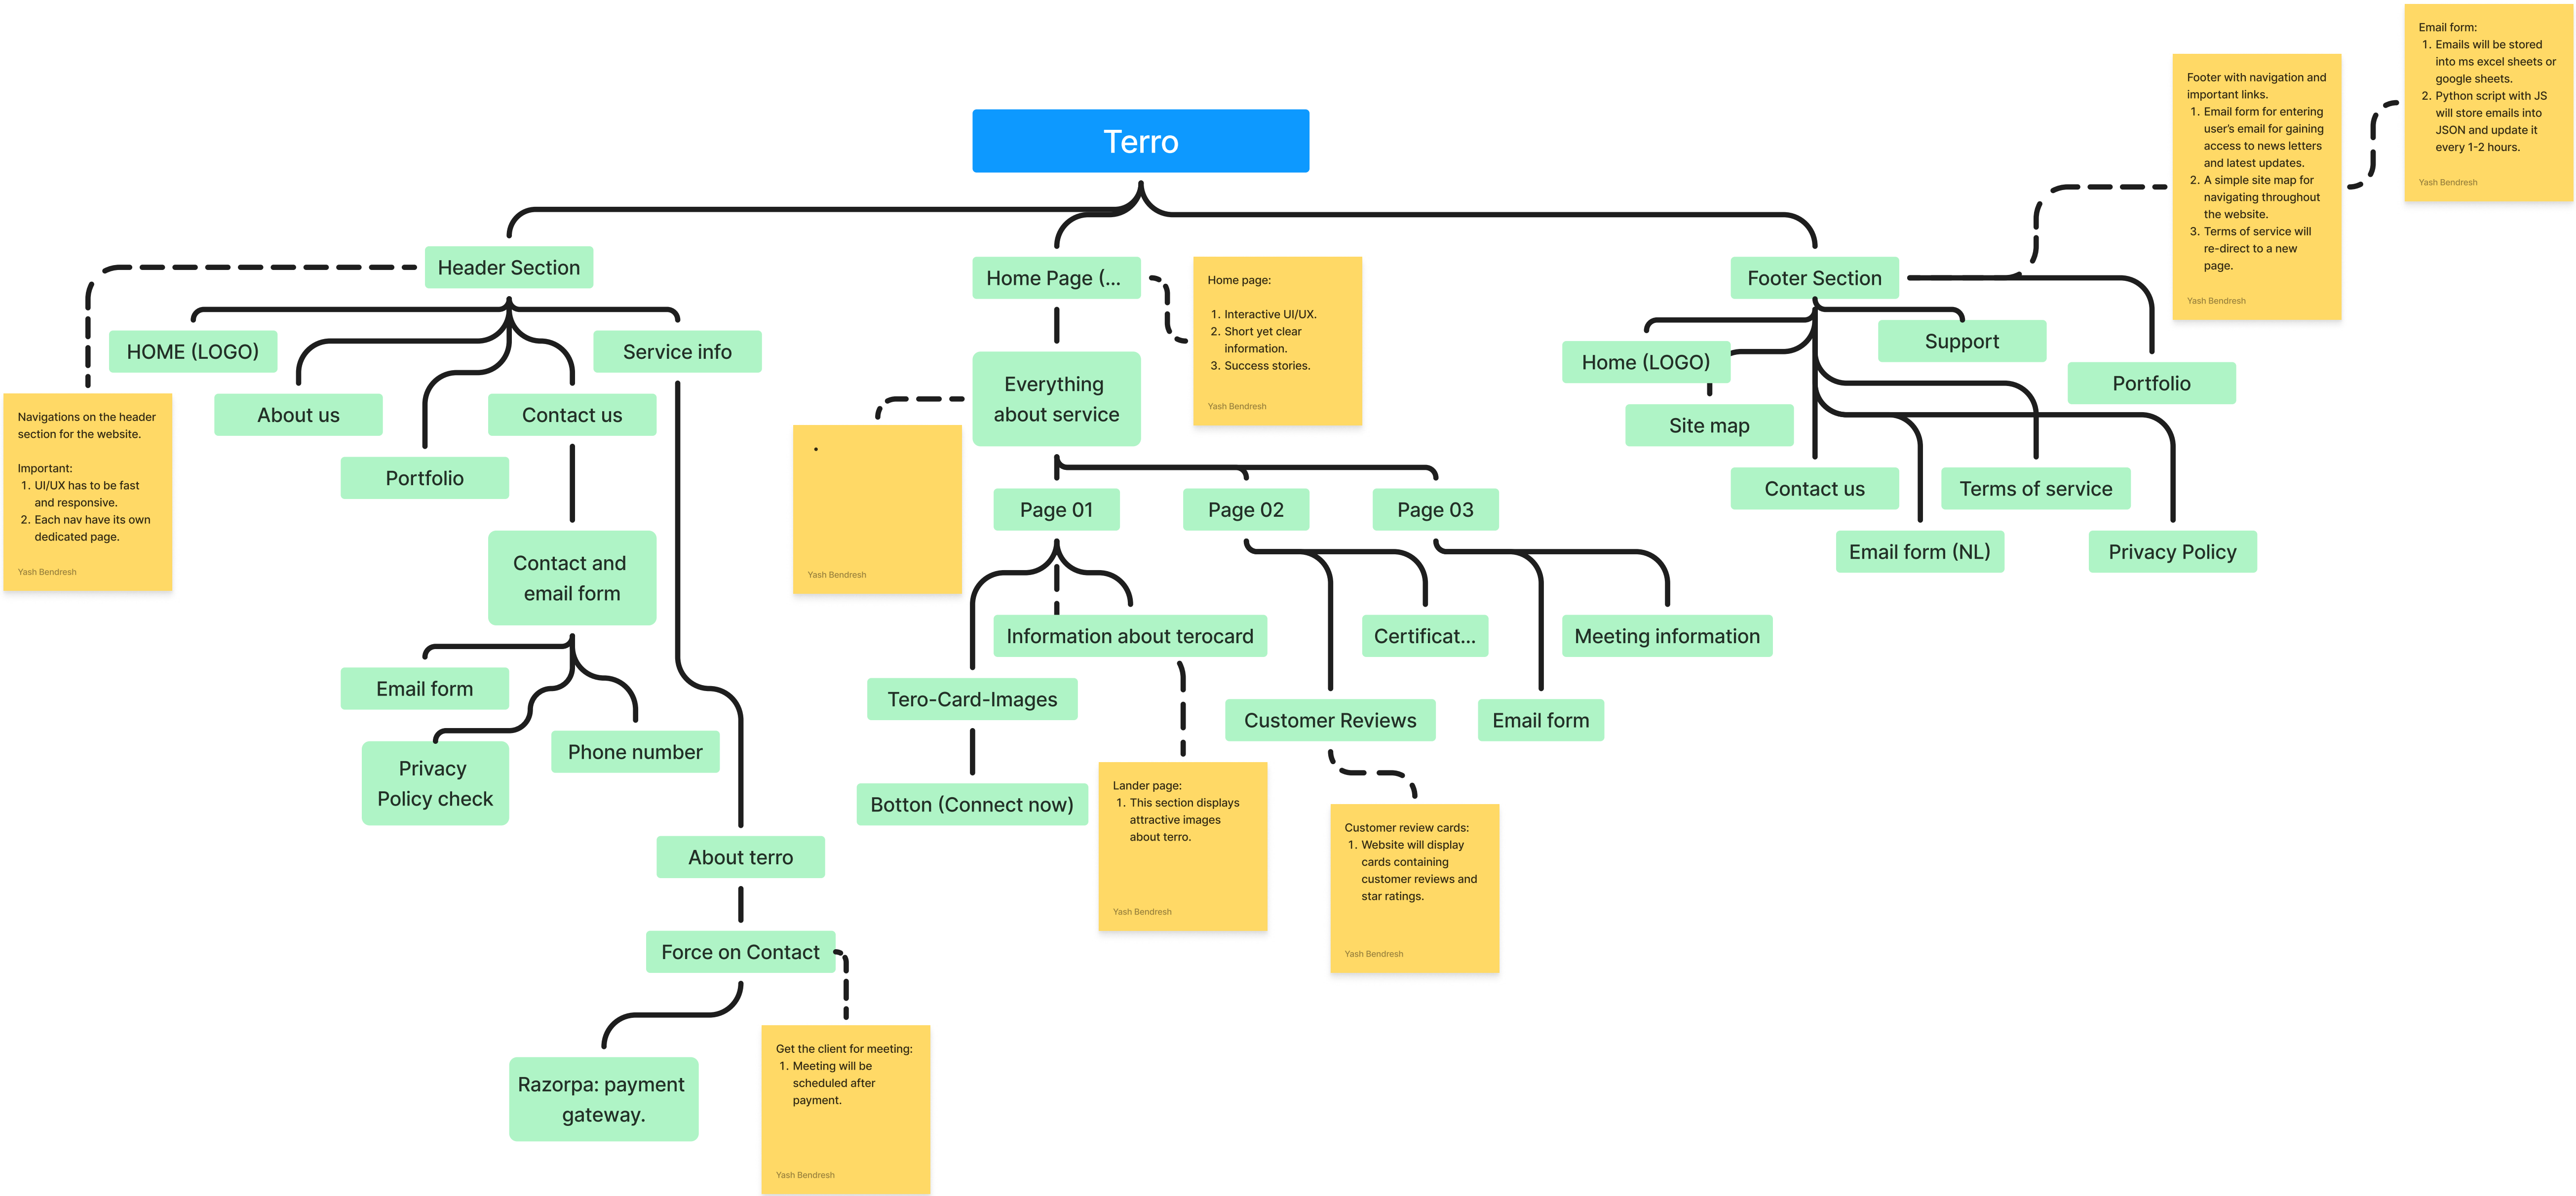 Terro
Header Section
HOME (LOGO)
About us
Portfolio
Contact us
Service info
Navigations on the header
section for the website.
Important:
1. UI/UX has to be fast
and responsive.
2. Each nav have its own
dedicated page.
Yash Bendresh
Contact and
email form
Email form
Privacy
Policy check
Phone number
About terro
Force on Contact
Razorpa: payment
gateway.
Get the client for meeting:
1. Meeting will be
scheduled after
payment.
Yash Bendresh
Home Page (...
Home page:
1. Interactive UI/UX.
2. Short yet clear
information.
3. Success stories.
Yash Bendresh
Everything
about service
•
Yash Bendresh
Page 01
Page 02
Page 03
Information about terocard
Tero-Card-Images
Botton (Connect now)
Lander page:
1. This section displays
attractive images
about terro.
Yash Bendresh
Certificat...
Customer Reviews
Customer review cards:
1. Website will display
cards containing
customer reviews and
star ratings.
Yash Bendresh
Meeting information
Email form
Footer Section
Home (LOGO)
Site map
Support
Portfolio
Contact us
Terms of service
Email form (NL)
Privacy Policy
Footer with navigation and
important links.
1. Email form for entering
user's email for gaining
access to news letters
and latest updates.
2. A simple site map for
navigating throughout
the website.
3. Terms of service will
re-direct to a new
page.
Yash Bendresh
Email form:
1. Emails will be stored
into ms excel sheets or
google sheets.
2. Python script with JS
will store emails into
JSON and update it
every 1-2 hours.
Yash Bendresh